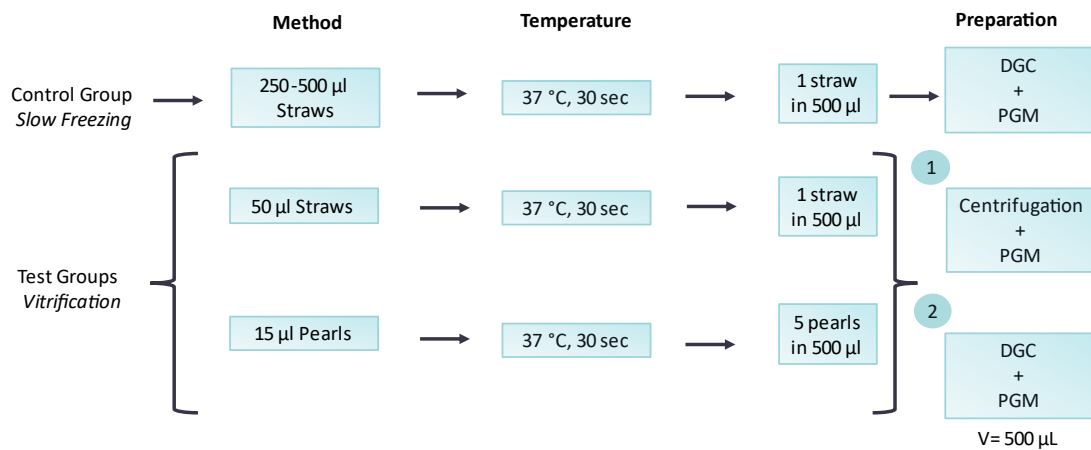 Method
Temperature
Preparation
Control Group
Slow Freezing
250-500 µl
Straws
37 °C, 30 sec
1 straw
in 500 µl
DGC
+
PGM
Test Groups
Vitrification
50 µl Straws
37 °C, 30 sec
1 straw
in 500 µl
15 µl Pearls
37 °C, 30 sec
5 pearls
in 500 µl
1
Centrifugation
+
PGM
2
DGC
+
PGM
V= 500 µL